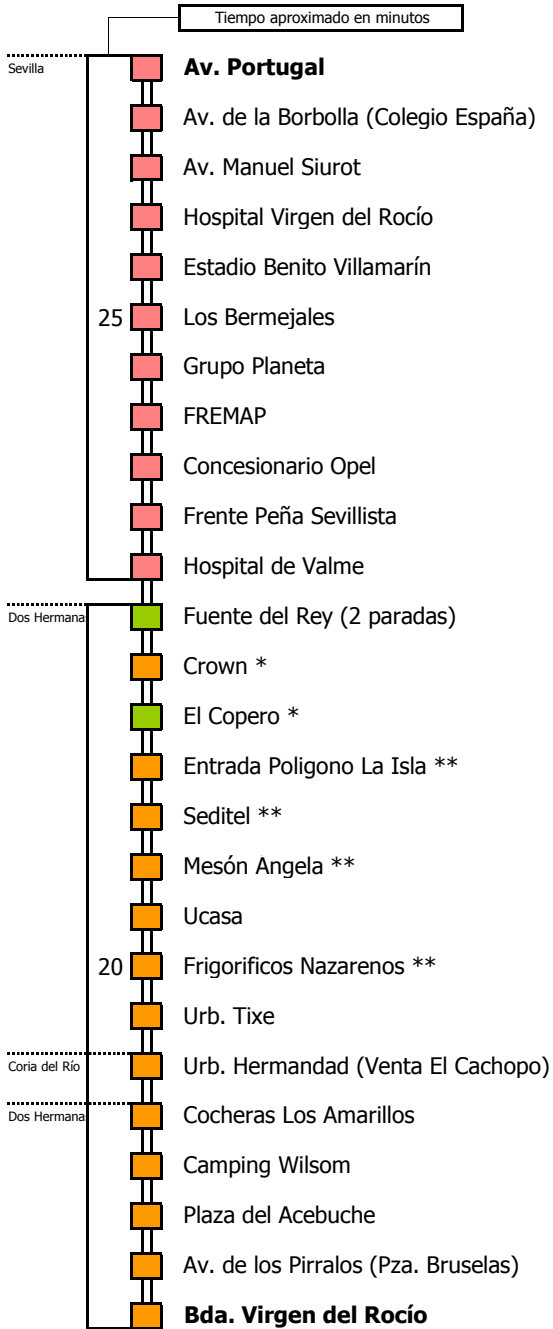 Tiempo aproximado en minutos
Sevilla
Av. Portugal
Av. de la Borbolla (Colegio España)
Av. Manuel Siurot
Hospital Virgen del Rocío
Estadio Benito Villamarín
25 Los Bermejales
Grupo Planeta
FREMAP
Concesionario Opel
Frente Peña Sevillista
Hospital de Valme
Dos Hermana
Fuente del Rey (2 paradas)
Crown *
El Copero *
Entrada Poligono La Isla **
Seditel **
Mesón Angela **
Ucasa
20 Frigorificos Nazarenos **
Urb. Tixe
Coria del Río
Urb. Hermandad (Venta El Cachopo)
Dos Hermana
Cocheras Los Amarillos
Camping Wilsom
Plaza del Acebuche
Av. de los Pirralos (Pza. Bruselas)
Bda. Virgen del Rocío